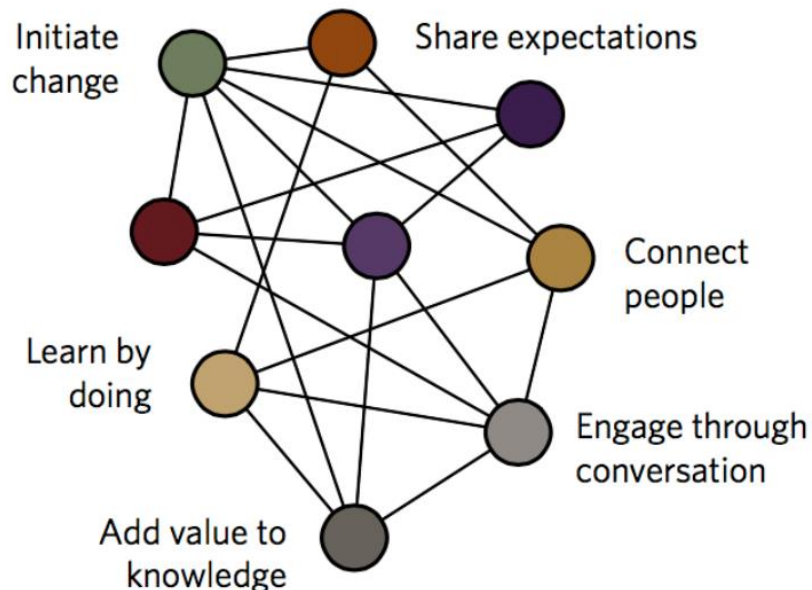 Initiate
change
Share expectations
Connect
people
Learn by
doing
Engage through
conversation
Add value to
knowledge